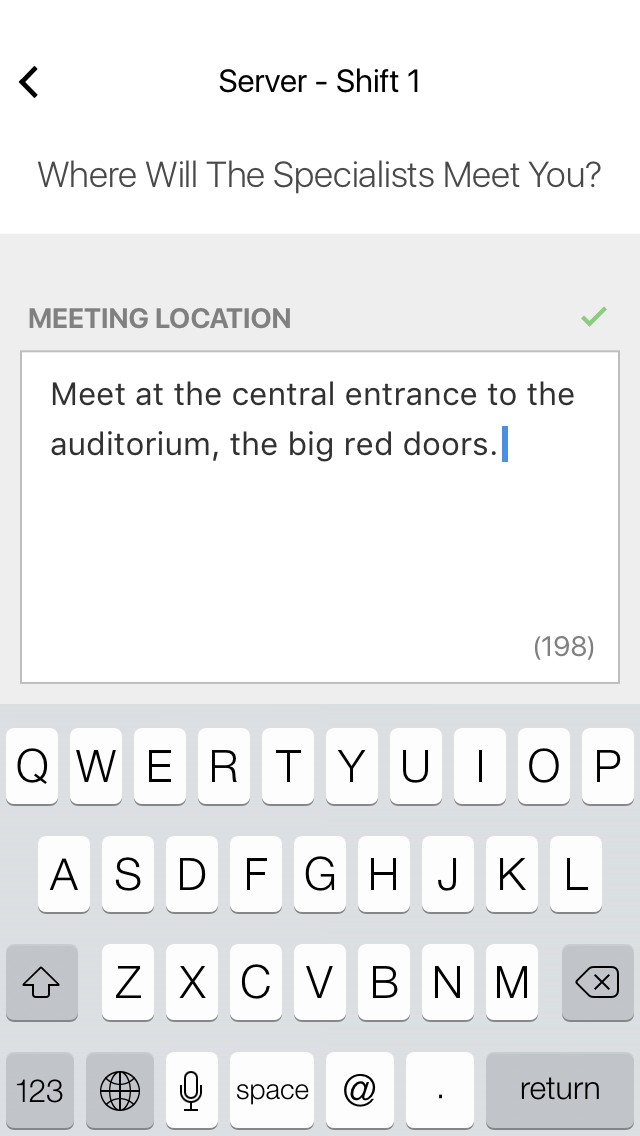 Server - Shift 1
Where Will The Specialists Meet You?
MEETING LOCATION
Meet at the central entrance to the
auditorium, the big red doors.
(198)
Q W E R T Y U I O P
A S D F G H J K L
Z X C V B N M
123 space @ . return